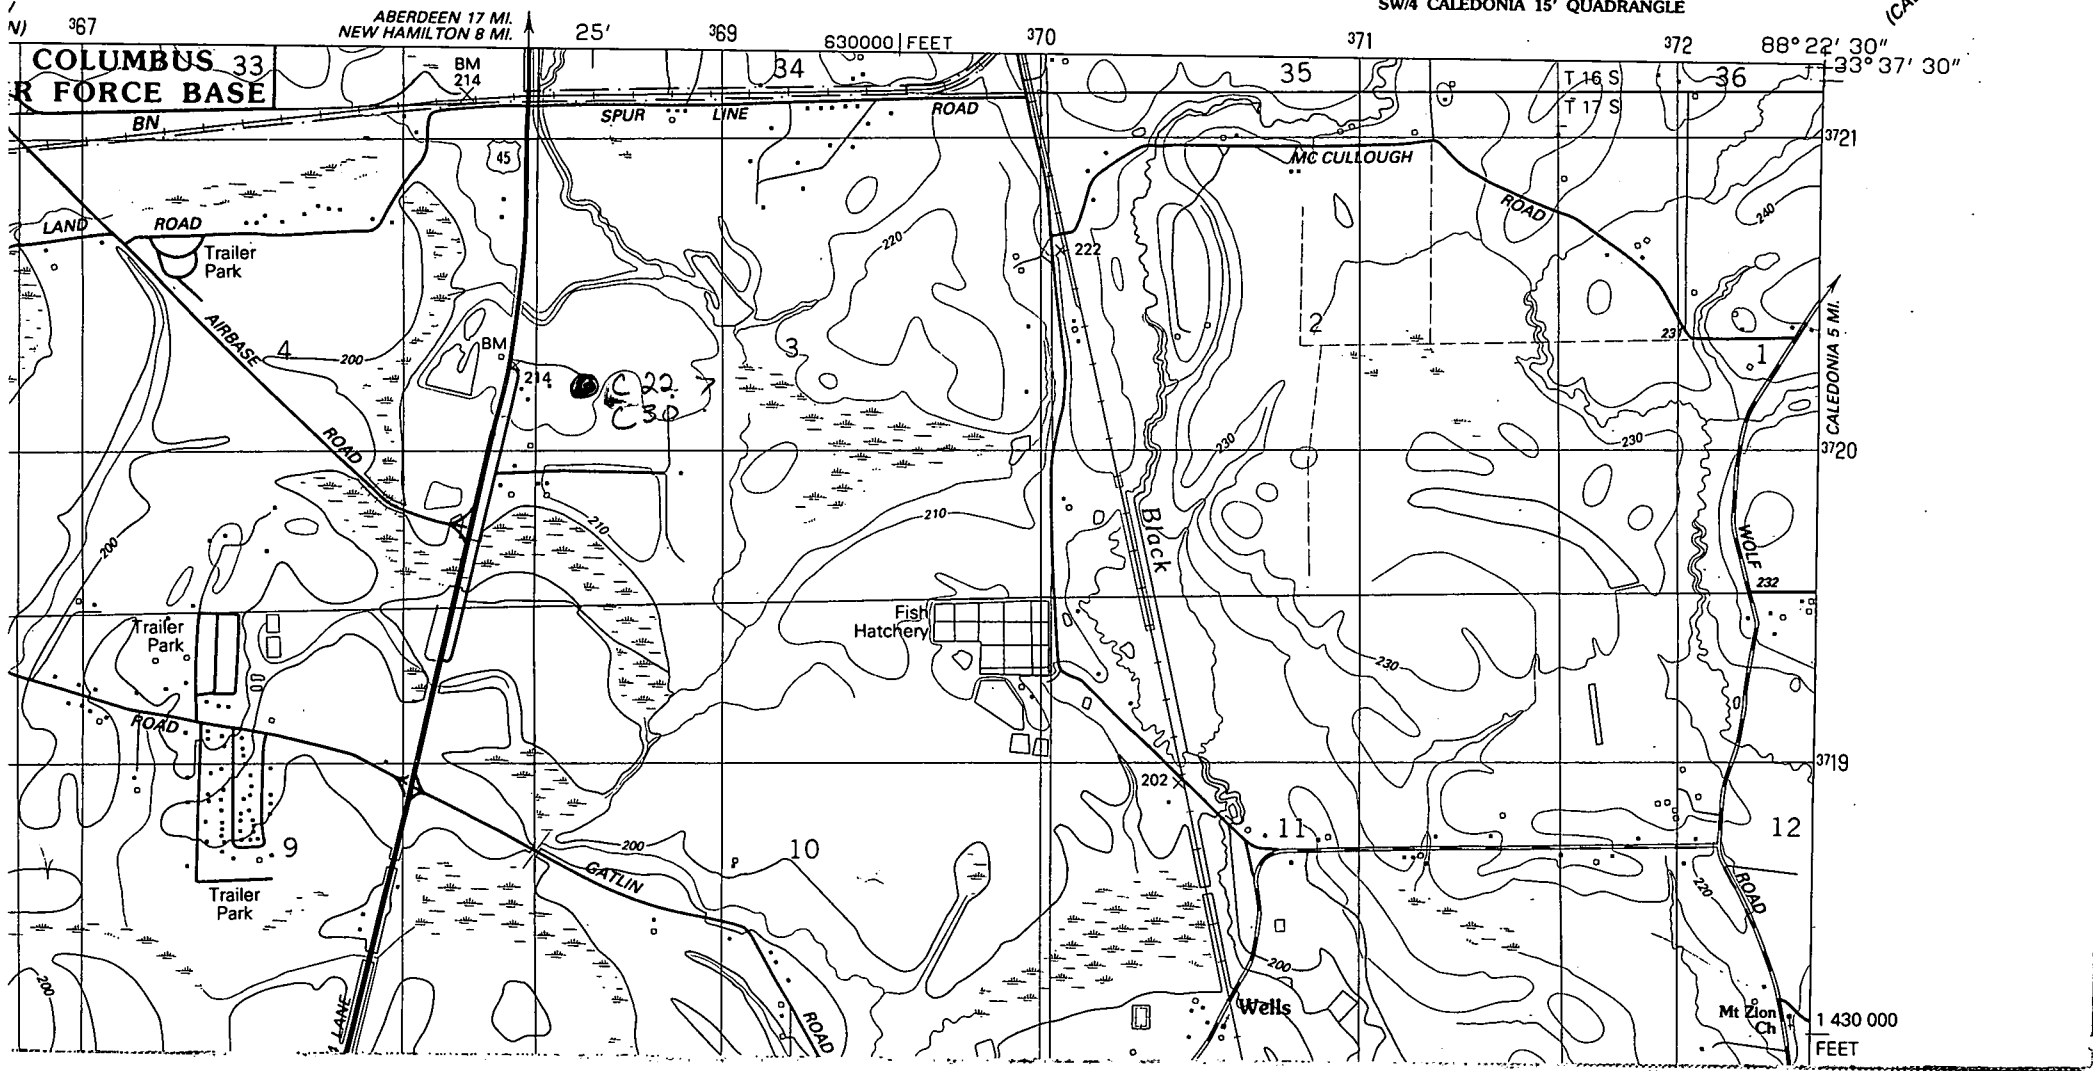 SW/4 CALEDONIA 15' QUADRANGLE
N)
³67
ABERDEEN 17 MI.
NEW HAMILTON 8 MI.
25'
³69
630000 FEET
³70
³71
³72
88° 22' 30"
33° 37' 30"
COLUMBUS
R FORCE BASE
33
BM
214
34
35
T 16 S
T 17 S
36
BN
SPUR LINE ROAD
45
MC CULLOUGH
ROAD
³⁷21
LAND ROAD
Trailer
Park
220
222
240
AIRBASE
ROAD
4
200
BM
214
C 22
C 30
3
2
231
1
CALEDONIA 5 MI.
230
230
³⁷20
200
210
210
Black
WOLF
232
Trailer
Park
Fish
Hatchery
230
ROAD
202
³⁷19
9
200
10
11
12
GATLIN
Trailer
Park
220
ROAD
200
200
LANE
ROAD
Wells
Mt Zion
Ch
1 430 000
FEET